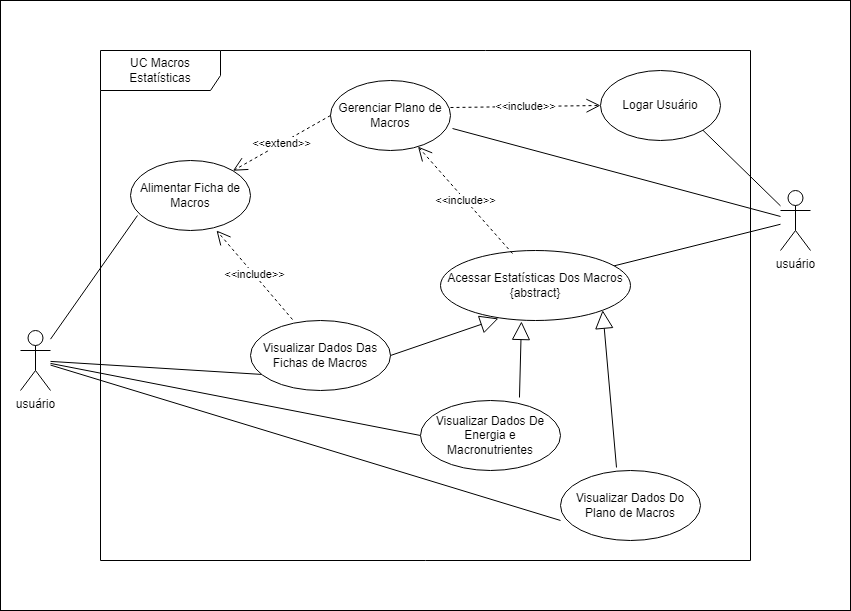 UC Macros
Estatísticas
Gerenciar Plano de
Macros
<<include>>
Logar Usuário
<<extend>>
Alimentar Ficha de
Macros
<<include>>
usuário
<<include>>
Acessar Estatísticas Dos Macros
{abstract}
Visualizar Dados Das
Fichas de Macros
usuário
Visualizar Dados De
Energia e
Macronutrientes
Visualizar Dados Do
Plano de Macros